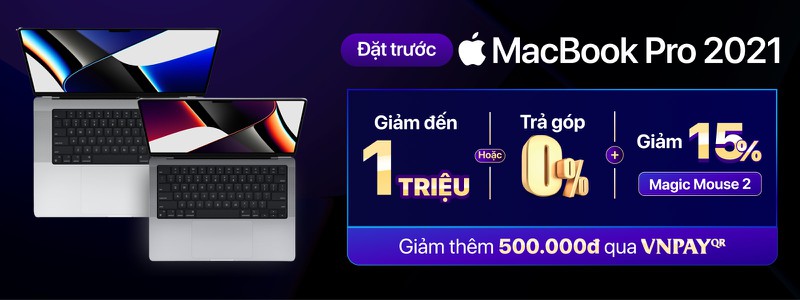 Đặt trước
MacBook Pro 2021
Giảm đến
1 TRIỆU
Hoặc
Trả góp
0%
+
Giảm 15%
Magic Mouse 2
Giảm thêm 500.000đ qua VNPAYQR